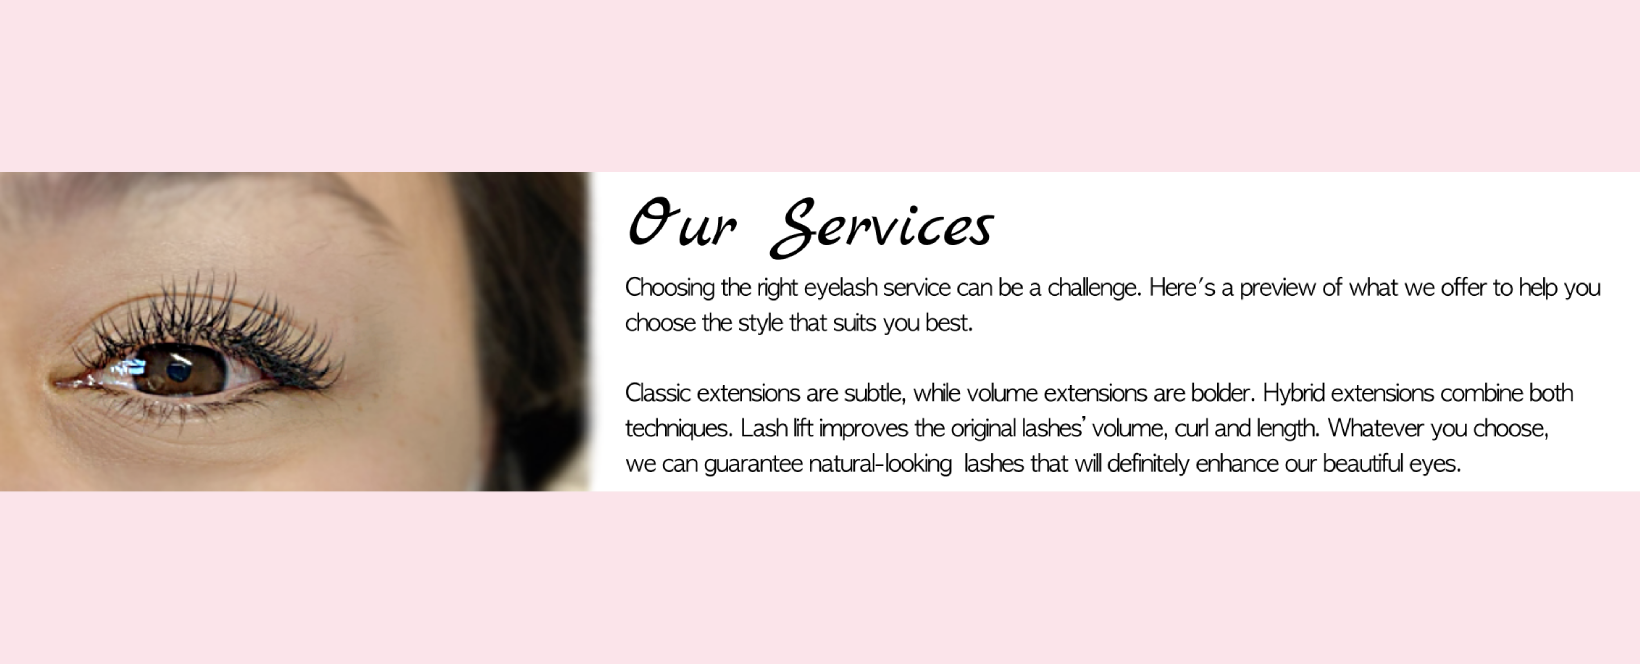 Our Services
Choosing the right eyelash service can be a challenge. Here's a preview of what we offer to help you
choose the style that suits you best.
Classic extensions are subtle, while volume extensions are bolder. Hybrid extensions combine both
techniques. Lash lift improves the original lashes’ volume, curl and length. Whatever you choose,
we can guarantee natural-looking  lashes that will definitely enhance our beautiful eyes.